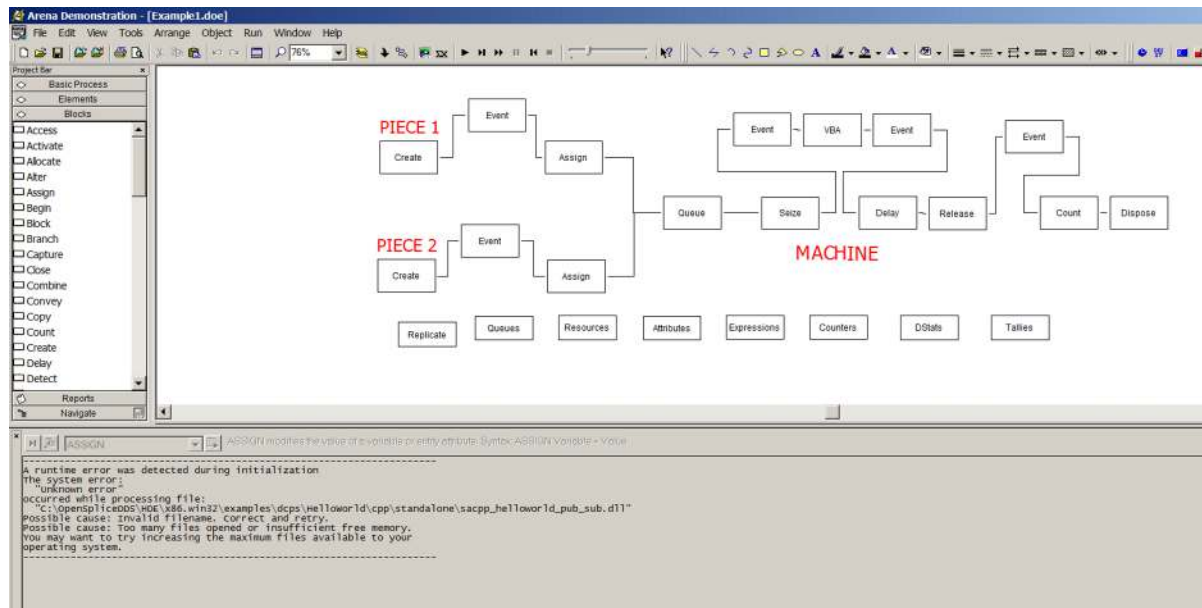 Arena Demonstration - [Example1.doe]
File Edit View Tools Arrange Object Run Window Help
76%
Project Bar
Basic Process
Elements
Blocks
Access
Activate
Allocate
Alter
Assign
Begin
Block
Branch
Capture
Close
Combine
Convey
Copy
Count
Create
Delay
Detect
Reports
Navigate
PIECE 1
Create
Event
Assign
PIECE 2
Create
Event
Assign
Queue
Seize
Event
VBA
Event
Delay
Release
MACHINE
Event
Count
Dispose
Replicate
Queues
Resources
Attributes
Expressions
Counters
DStats
Tallies
ASSIGN
ASSIGN modifies the value of a variable or entity attribute. Syntax: ASSIGN Variable = Value
A runtime error was detected during initialization
The system error:
"Unknown error"
occurred while processing file:
"C:\OpenSpliceDDS\HDE\x86.win32\examples\dcps\HelloWorld\cpp\standalone\sacpp_helloworld_pub_sub.dll"
Possible cause: Invalid filename. Correct and retry.
Possible cause: Too many files opened or insufficient free memory.
You may want to try increasing the maximum files available to your
operating system.